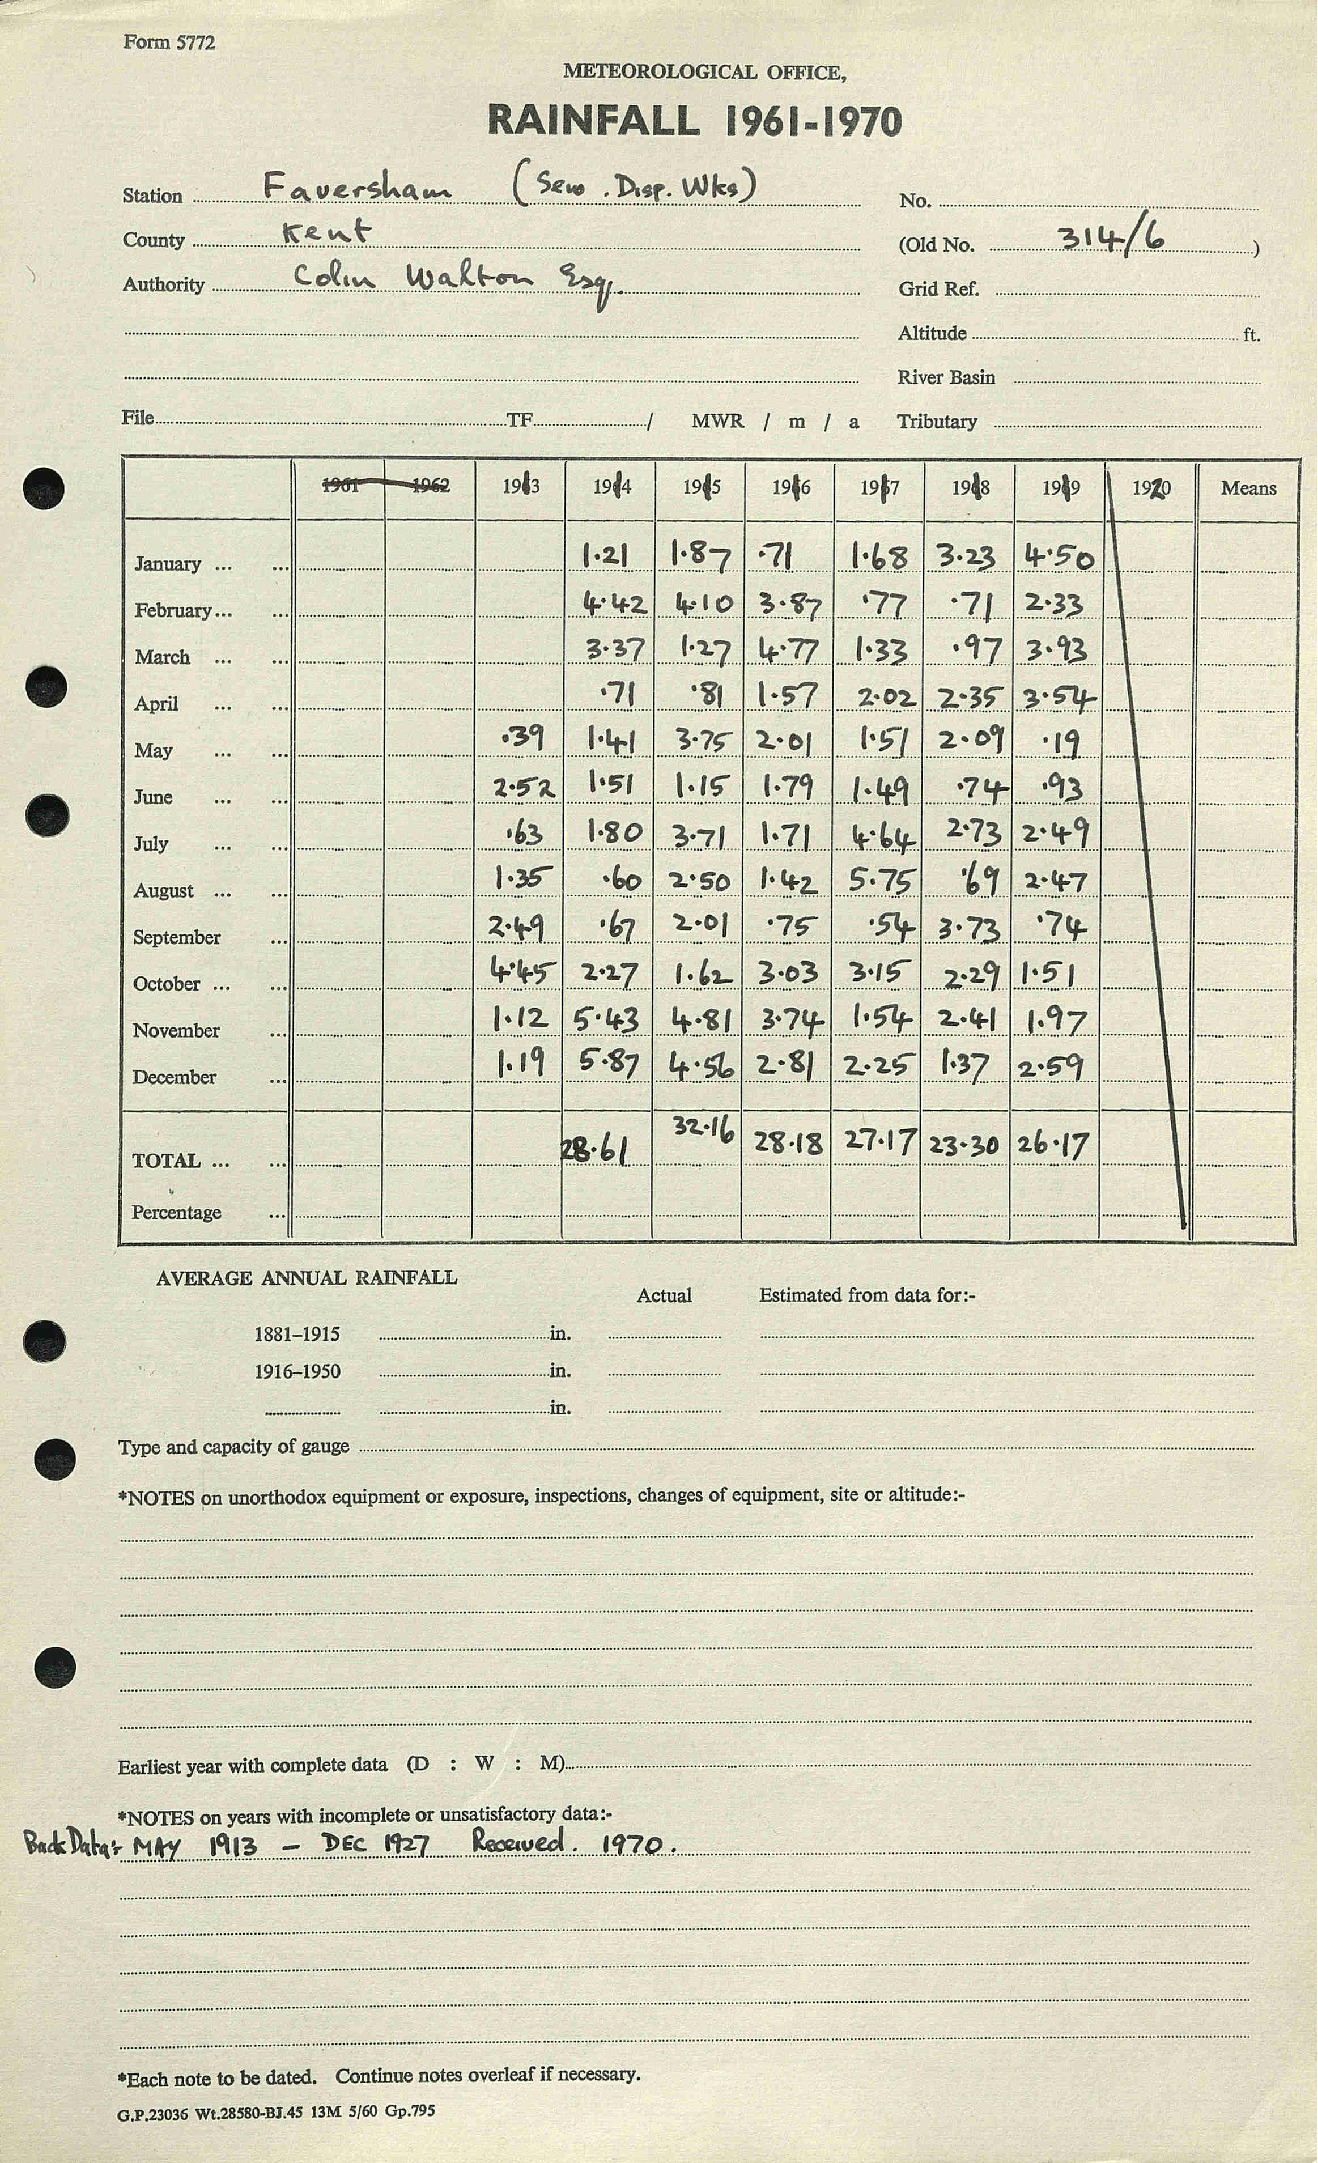 Form 5772
METEOROLOGICAL OFFICE,
RAINFALL 1961-1970
Station Faversham (Sew. Disp. Wks) No.
County Kent (Old No. 314/6 )
Authority Colin Walton Esq. Grid Ref.
Altitude ft.
River Basin
File TF / MWR / m / a Tributary
1961 1962 1913 1914 1915 1916 1917 1918 1919 1920 Means
January ... ... 1.21 1.87 .71 1.68 3.23 4.50
February ... ... 4.42 4.10 3.87 .77 .71 2.33
March ... ... 3.37 1.27 4.77 1.33 .97 3.93
April ... ... .71 .81 1.57 2.02 2.35 3.54
May ... ... .39 1.41 3.75 2.01 1.51 2.09 .19
June ... ... 2.52 1.51 1.15 1.79 1.49 .74 .93
July ... ... .63 1.80 3.71 1.71 4.64 2.73 2.49
August ... ... 1.35 .60 2.50 1.42 5.75 .69 2.47
September ... 2.49 .67 2.01 .75 .54 3.73 .74
October ... ... 4.45 2.27 1.62 3.03 3.15 2.29 1.51
November ... 1.12 5.43 4.81 3.74 1.54 2.41 1.97
December ... 1.19 5.87 4.56 2.81 2.25 1.37 2.59
TOTAL ... ... 28.61 32.16 28.18 27.17 23.30 26.17
Percentage ...
AVERAGE ANNUAL RAINFALL
Actual Estimated from data for:-
1881-1915 in.
1916-1950 in.
in.
Type and capacity of gauge
*NOTES on unorthodox equipment or exposure, inspections, changes of equipment, site or altitude:-
Earliest year with complete data (D : W : M)
*NOTES on years with incomplete or unsatisfactory data:-
Back Data: MAY 1913 - DEC 1927 Received. 1970.
*Each note to be dated. Continue notes overleaf if necessary.
G.P.23036 Wt.28580-BJ.45 13M 5/60 Gp.795